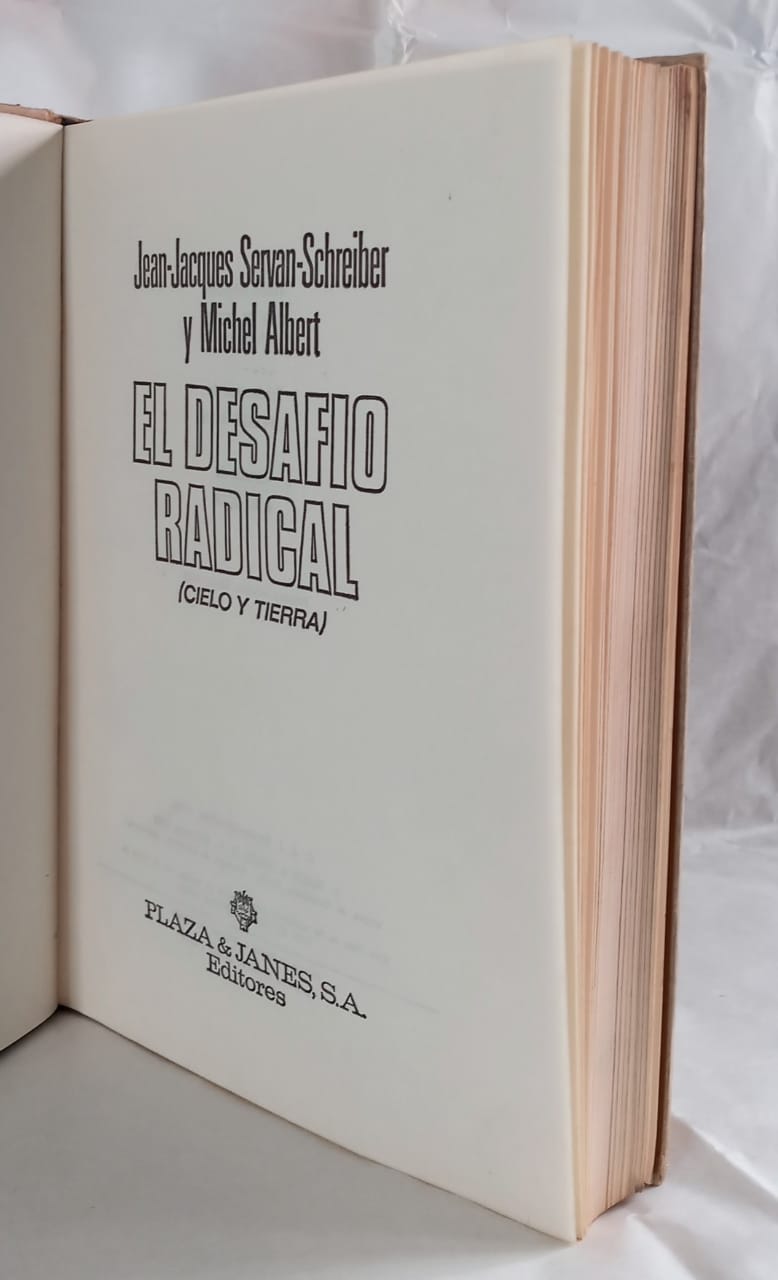 Jean-Jacques Servan-Schreiber
y Michel Albert
EL DESAFIO
RADICAL
(CIELO Y TIERRA)
PLAZA & JANES, S.A.
Editores